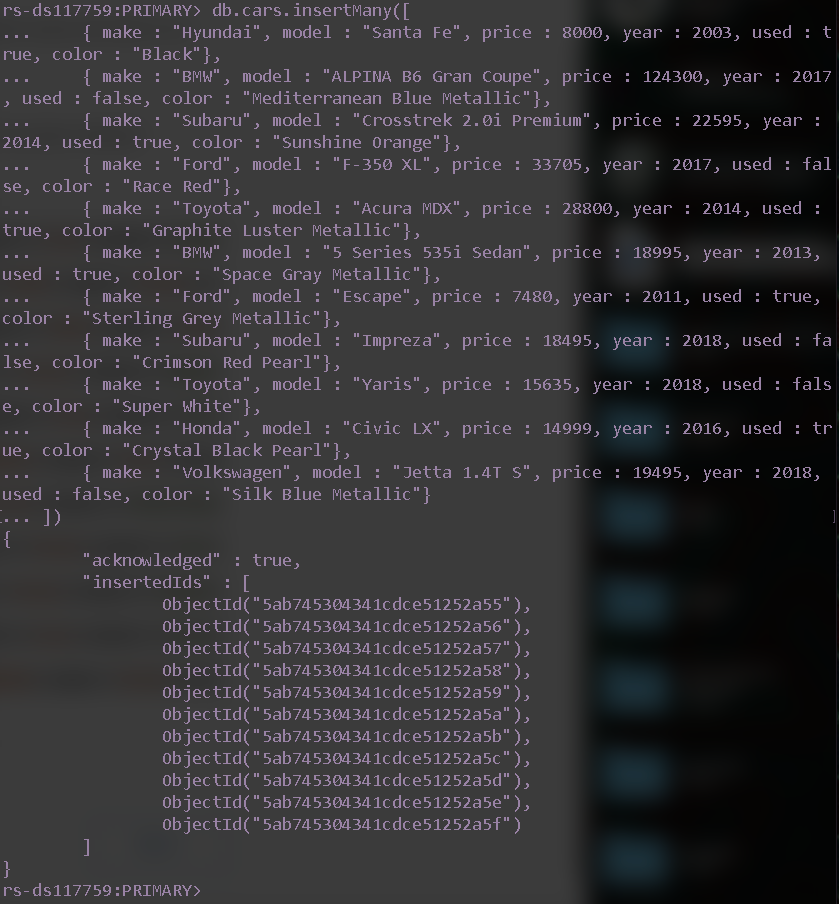 rs-ds117759:PRIMARY> db.cars.insertMany([
...     { make : "Hyundai", model : "Santa Fe", price : 8000, year : 2003, used : t
rue, color : "Black"},
...     { make : "BMW", model : "ALPINA B6 Gran Coupe", price : 124300, year : 2017
, used : false, color : "Mediterranean Blue Metallic"},
...     { make : "Subaru", model : "Crosstrek 2.0i Premium", price : 22595, year :
2014, used : true, color : "Sunshine Orange"},
...     { make : "Ford", model : "F-350 XL", price : 33705, year : 2017, used : fal
se, color : "Race Red"},
...     { make : "Toyota", model : "Acura MDX", price : 28800, year : 2014, used :
true, color : "Graphite Luster Metallic"},
...     { make : "BMW", model : "5 Series 535i Sedan", price : 18995, year : 2013,
used : true, color : "Space Gray Metallic"},
...     { make : "Ford", model : "Escape", price : 7480, year : 2011, used : true,
color : "Sterling Grey Metallic"},
...     { make : "Subaru", model : "Impreza", price : 18495, year : 2018, used : fa
lse, color : "Crimson Red Pearl"},
...     { make : "Toyota", model : "Yaris", price : 15635, year : 2018, used : fals
e, color : "Super White"},
...     { make : "Honda", model : "Civic LX", price : 14999, year : 2016, used : tr
ue, color : "Crystal Black Pearl"},
...     { make : "Volkswagen", model : "Jetta 1.4T S", price : 19495, year : 2018,
used : false, color : "Silk Blue Metallic"}
... ])
{
        "acknowledged" : true,
        "insertedIds" : [
                ObjectId("5ab745304341cdce51252a55"),
                ObjectId("5ab745304341cdce51252a56"),
                ObjectId("5ab745304341cdce51252a57"),
                ObjectId("5ab745304341cdce51252a58"),
                ObjectId("5ab745304341cdce51252a59"),
                ObjectId("5ab745304341cdce51252a5a"),
                ObjectId("5ab745304341cdce51252a5b"),
                ObjectId("5ab745304341cdce51252a5c"),
                ObjectId("5ab745304341cdce51252a5d"),
                ObjectId("5ab745304341cdce51252a5e"),
                ObjectId("5ab745304341cdce51252a5f")
        ]
}
rs-ds117759:PRIMARY>